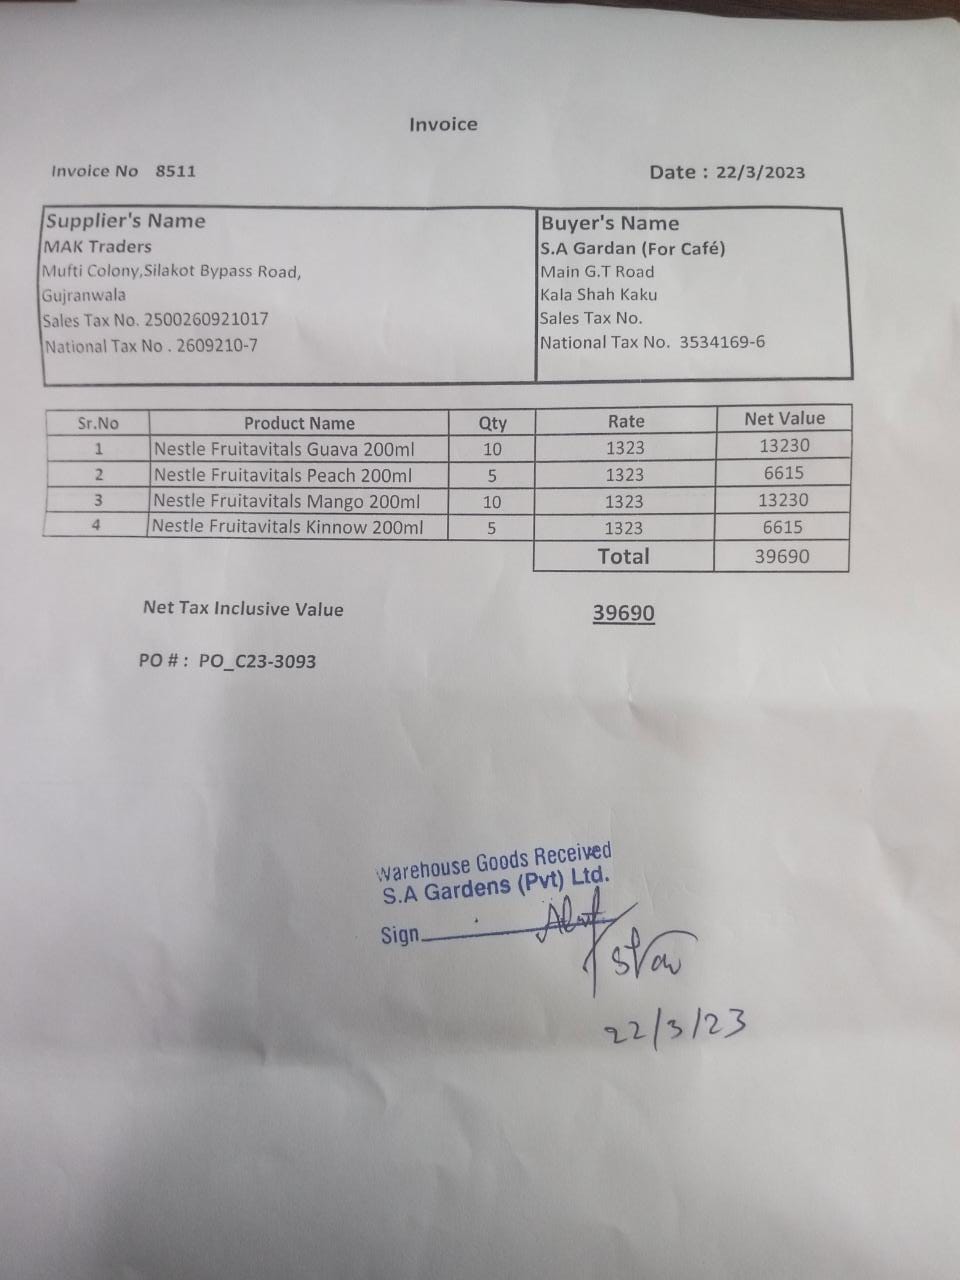 Invoice
Invoice No 8511
Date : 22/3/2023
Supplier's Name
MAK Traders
Mufti Colony,Silakot Bypass Road,
Gujranwala
Sales Tax No. 2500260921017
National Tax No . 2609210-7
Buyer's Name
S.A Gardan (For Café)
Main G.T Road
Kala Shah Kaku
Sales Tax No.
National Tax No. 3534169-6
Sr.No Product Name Qty Rate Net Value
1 Nestle Fruitavitals Guava 200ml 10 1323 13230
2 Nestle Fruitavitals Peach 200ml 5 1323 6615
3 Nestle Fruitavitals Mango 200ml 10 1323 13230
4 Nestle Fruitavitals Kinnow 200ml 5 1323 6615
Total 39690
Net Tax Inclusive Value 39690
PO # : PO_C23-3093
Warehouse Goods Received
S.A Gardens (Pvt) Ltd.
Sign
22/3/23